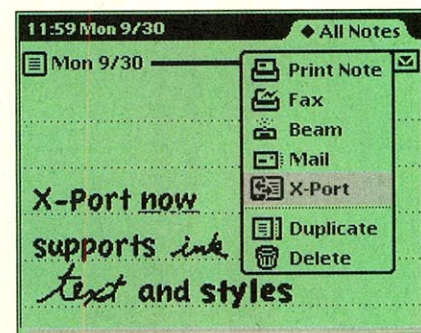 11:59 Mon 9/30
◆ All Notes
Mon 9/30
Print Note
Fax
Beam
Mail
X-Port
Duplicate
Delete
X-Port now
supports ink
text and styles